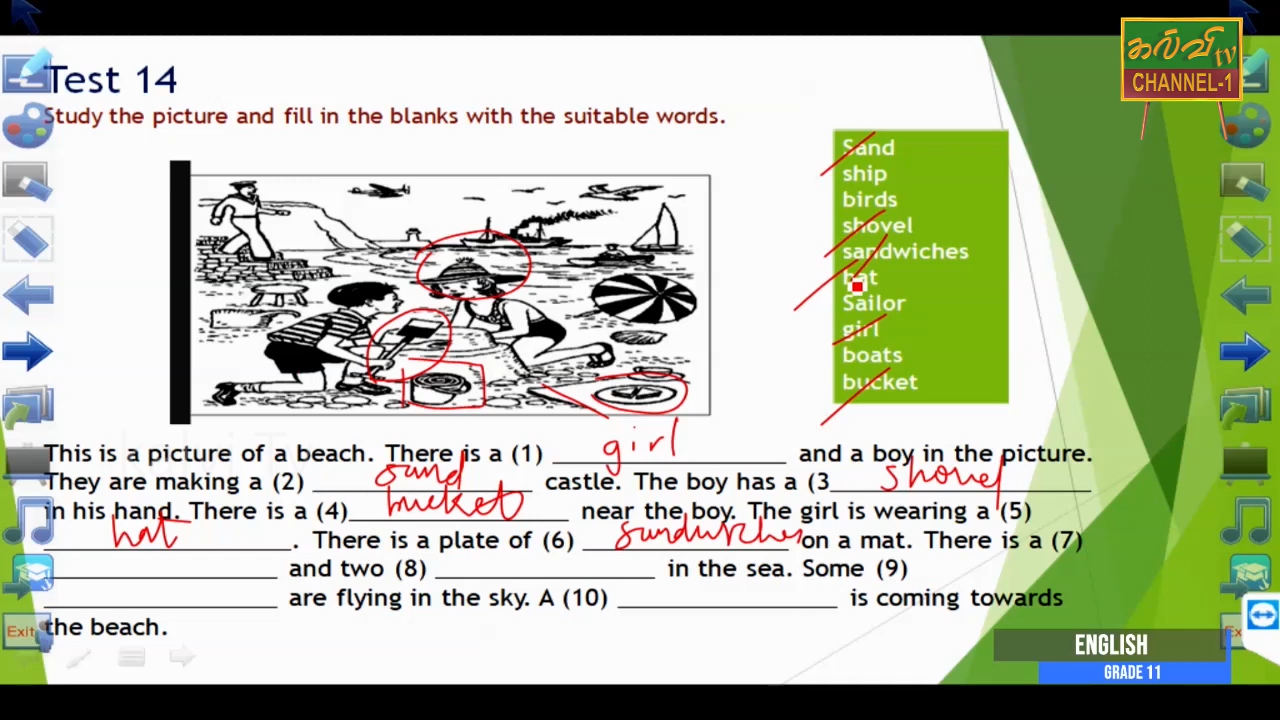 கல்வி tv
CHANNEL-1
Test 14
Study the picture and fill in the blanks with the suitable words.
Sand
ship
birds
shovel
sandwiches
hat
Sailor
girl
boats
bucket
This is a picture of a beach. There is a (1) girl and a boy in the picture.
They are making a (2) sand castle. The boy has a (3 shovel
in his hand. There is a (4) bucket near the boy. The girl is wearing a (5)
hat . There is a plate of (6) sandwiches on a mat. There is a (7)
and two (8) in the sea. Some (9)
are flying in the sky. A (10) is coming towards
the beach.
Exit
Ex
ENGLISH
GRADE 11